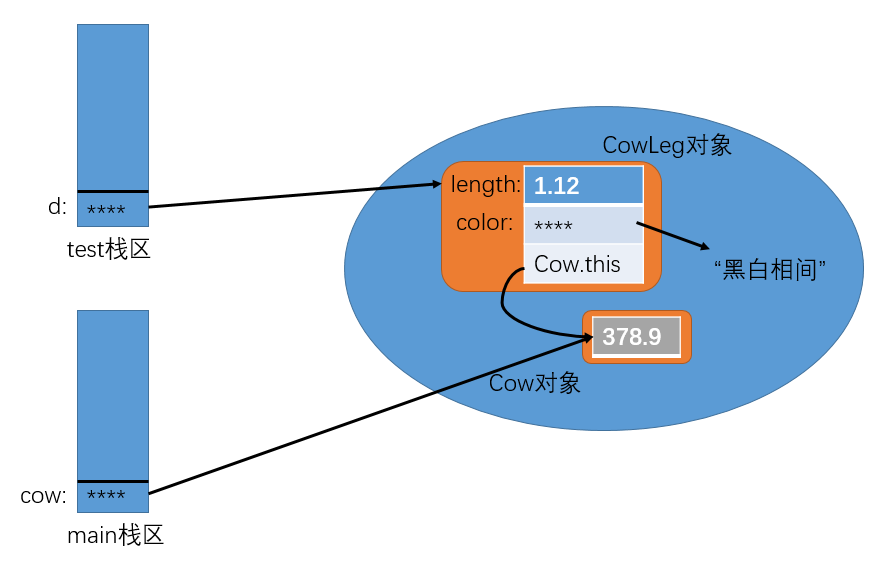 d: ****
test栈区
CowLeg对象
length: 1.12
color: ****
Cow.this
“黑白相间”
378.9
Cow对象
cow: ****
main栈区